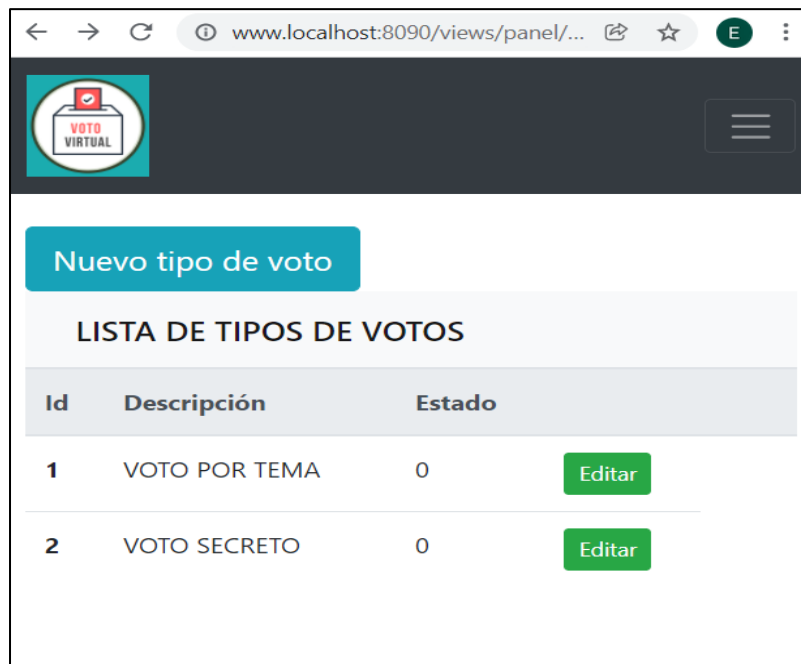 www.localhost:8090/views/panel/...
E
VOTO
VIRTUAL
Nuevo tipo de voto
LISTA DE TIPOS DE VOTOS
Id Descripción Estado
1 VOTO POR TEMA 0 Editar
2 VOTO SECRETO 0 Editar